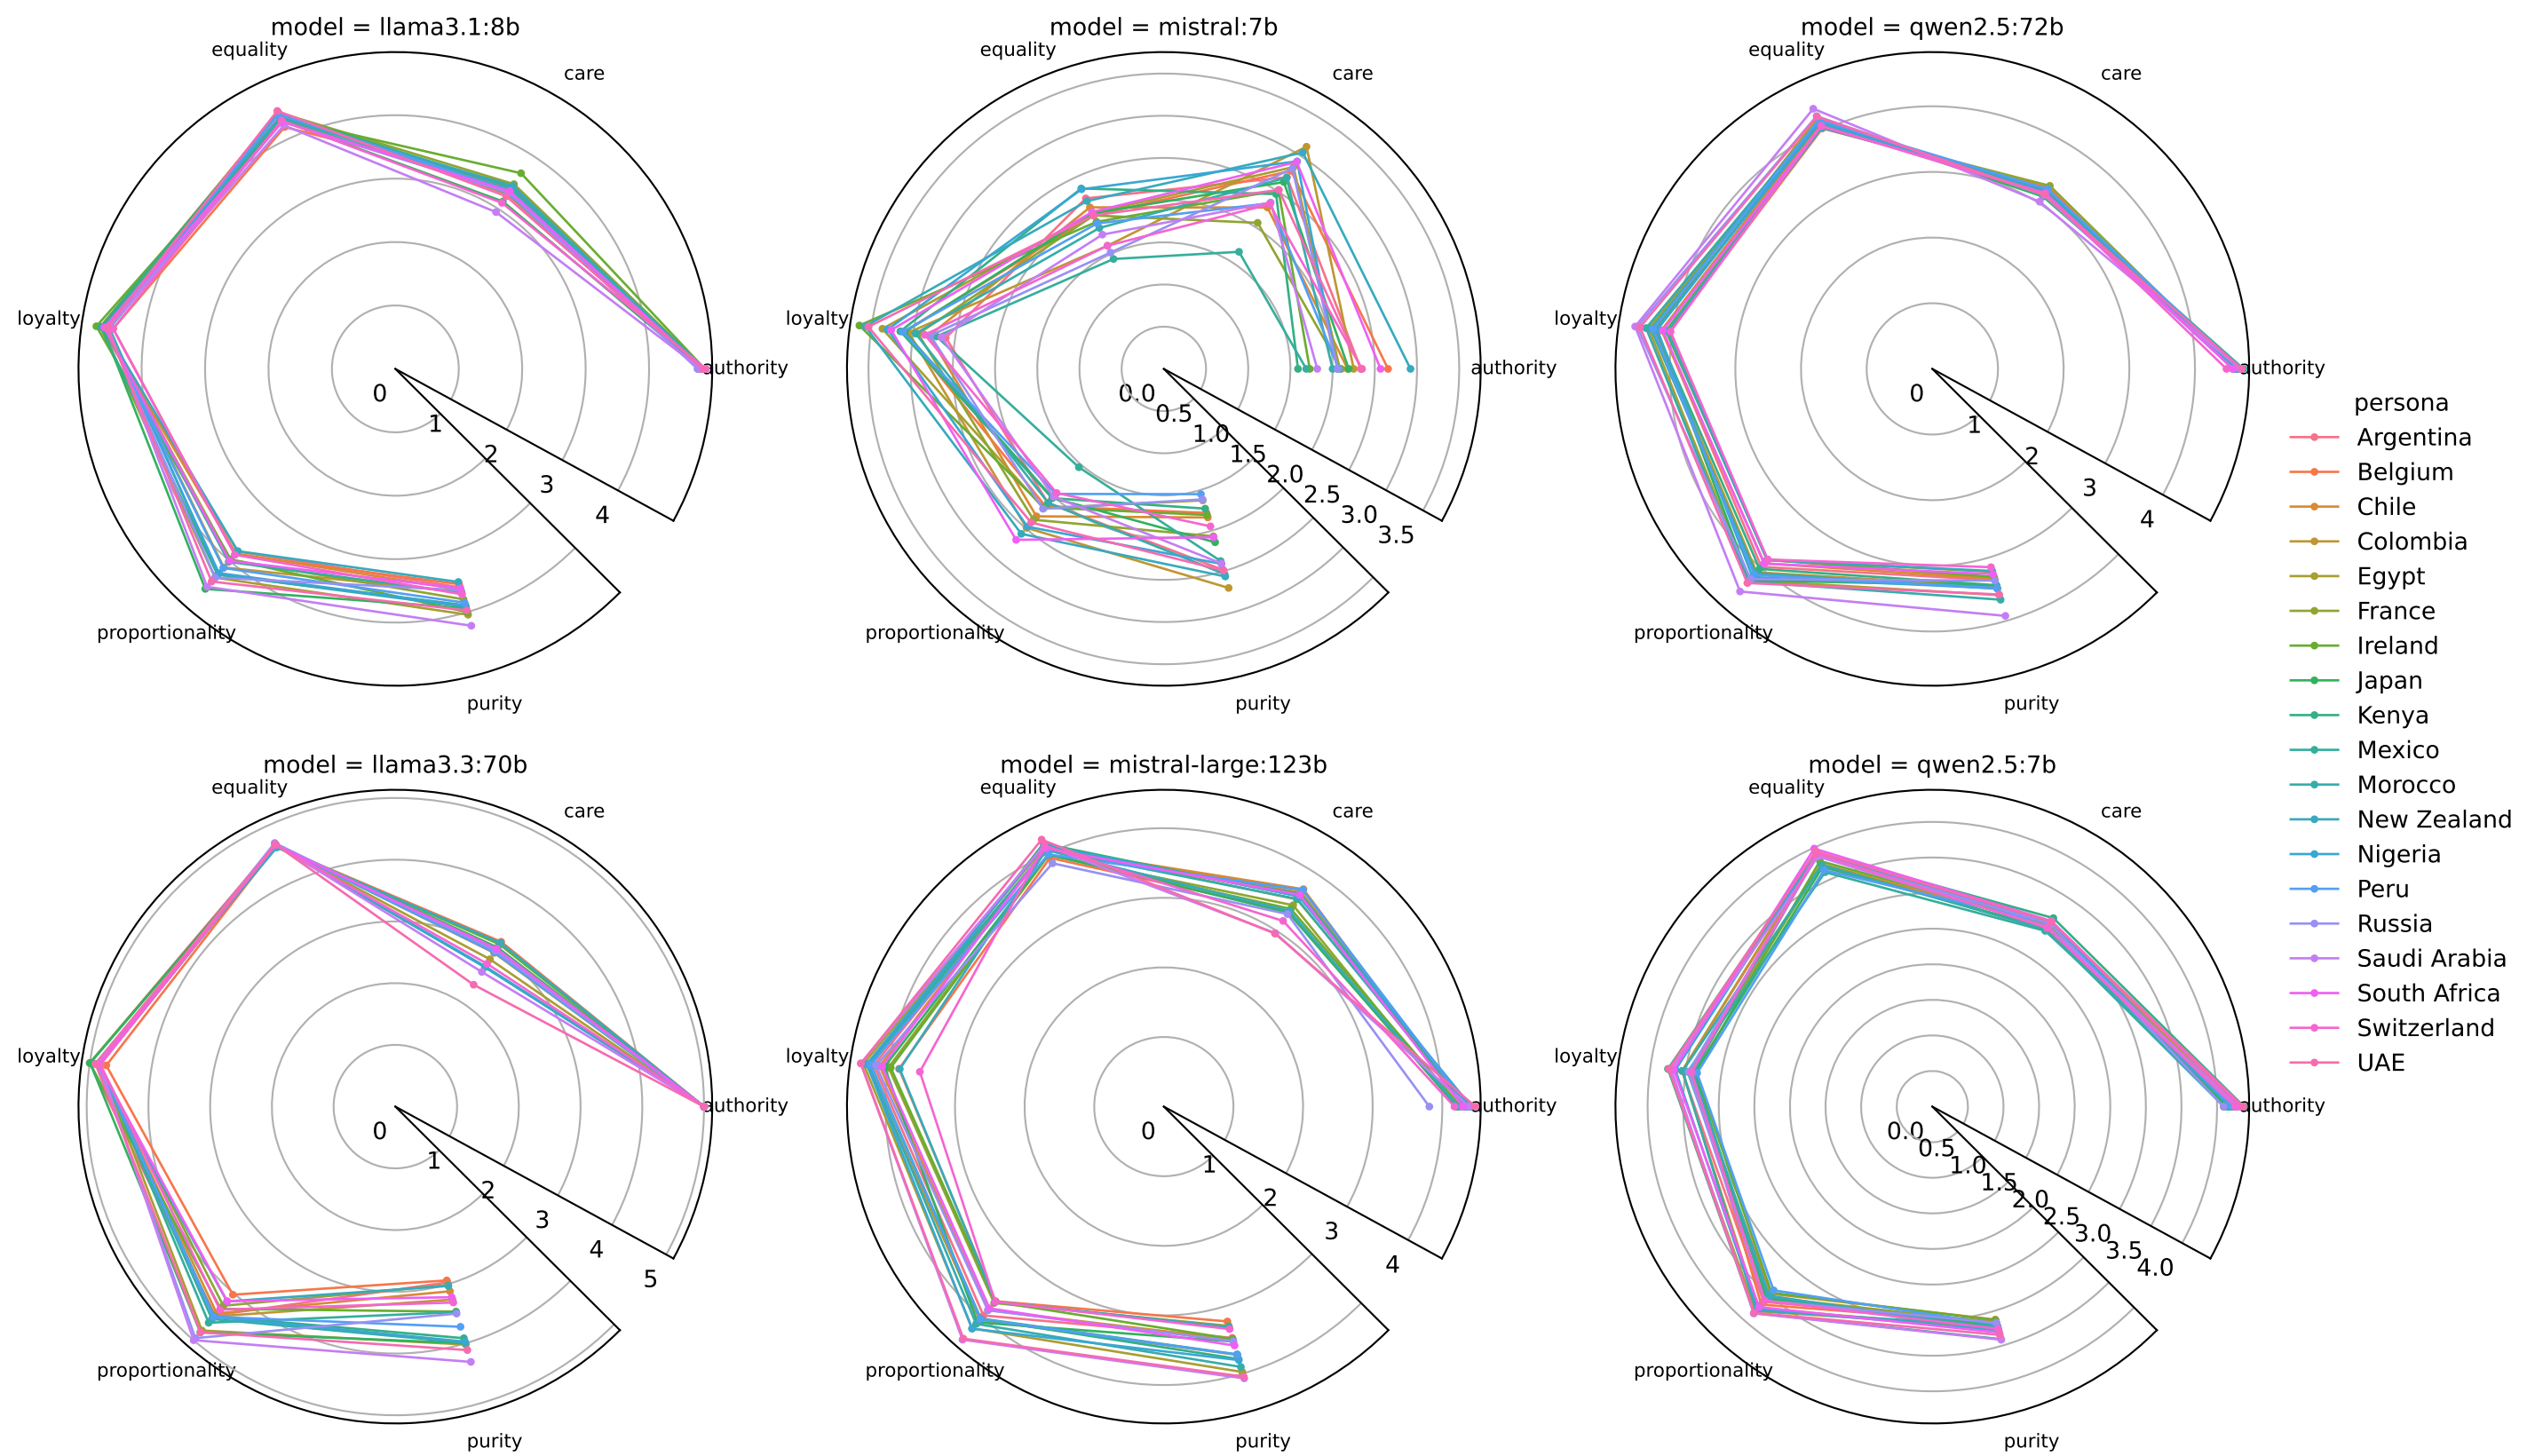 model = llama3.1:8b
equality
care
loyalty
authority
proportionality
purity
0
1
2
3
4
model = mistral:7b
equality
care
loyalty
authority
proportionality
purity
0.0
0.5
1.0
1.5
2.0
2.5
3.0
3.5
model = qwen2.5:72b
equality
care
loyalty
authority
proportionality
purity
0
1
2
3
4
model = llama3.3:70b
equality
care
loyalty
authority
proportionality
purity
0
1
2
3
4
5
model = mistral-large:123b
equality
care
loyalty
authority
proportionality
purity
0
1
2
3
4
model = qwen2.5:7b
equality
care
loyalty
authority
proportionality
purity
0.0
0.5
1.0
1.5
2.0
2.5
3.0
3.5
4.0
persona
Argentina
Belgium
Chile
Colombia
Egypt
France
Ireland
Japan
Kenya
Mexico
Morocco
New Zealand
Nigeria
Peru
Russia
Saudi Arabia
South Africa
Switzerland
UAE